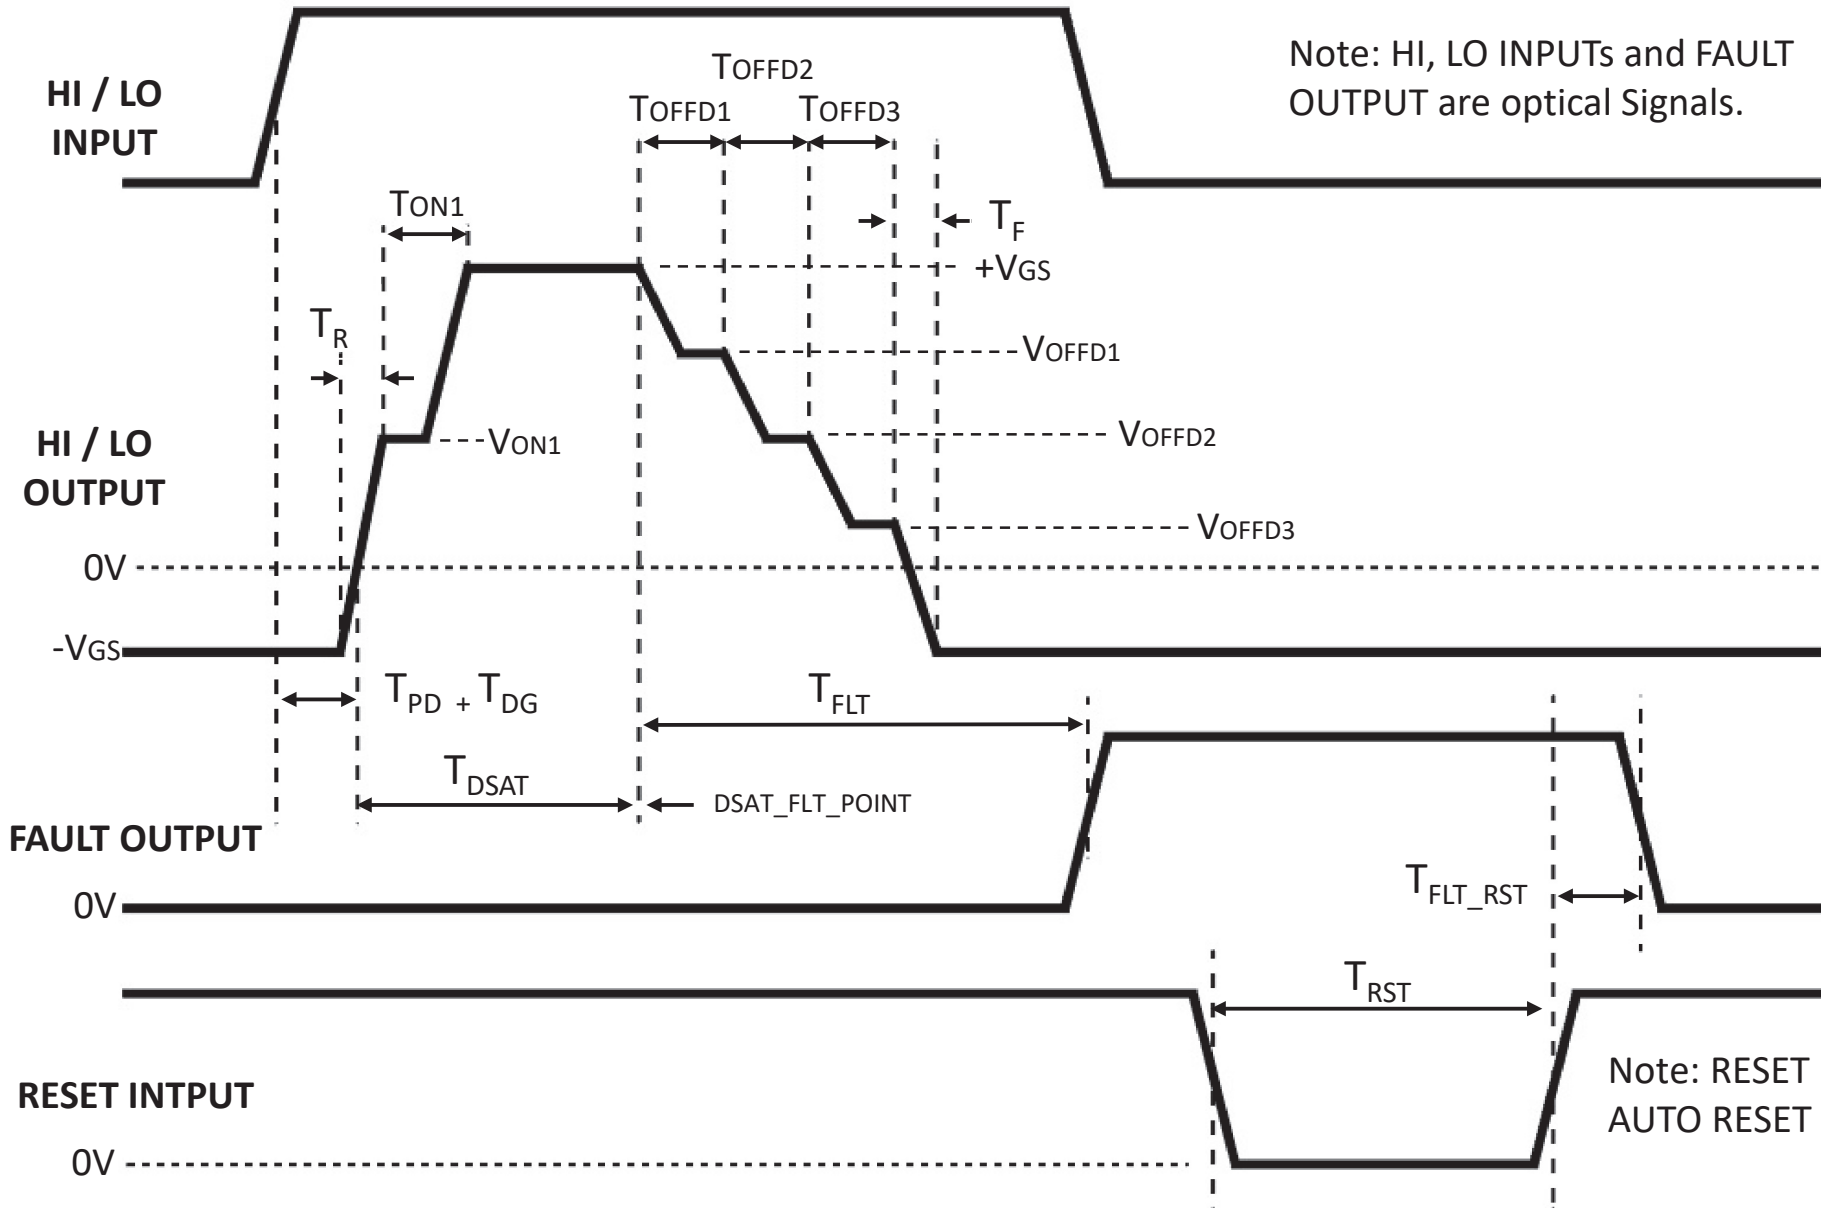 Note: HI, LO INPUTs and FAULT
OUTPUT are optical Signals.
HI / LO
INPUT
TOFFD2
TOFFD1
TOFFD3
TON1
TF
+VGS
TR
VOFFD1
VOFFD2
VON1
HI / LO
OUTPUT
VOFFD3
0V
-VGS
TPD + TDG
TFLT
TDSAT
DSAT_FLT_POINT
FAULT OUTPUT
TFLT_RST
0V
TRST
RESET INTPUT
Note: RESET
AUTO RESET
0V